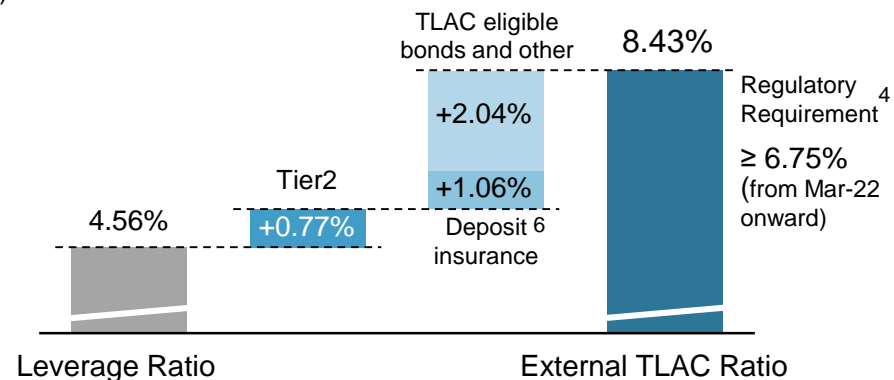 )
TLAC eligible
bonds and other
8.43%
Regulatory
Requirement 4
+2.04%
≥ 6.75%
Tier2
+1.06%
(from Mar-22
onward)
4.56%
+0.77%
Deposit 6
insurance
Leverage Ratio
External TLAC Ratio